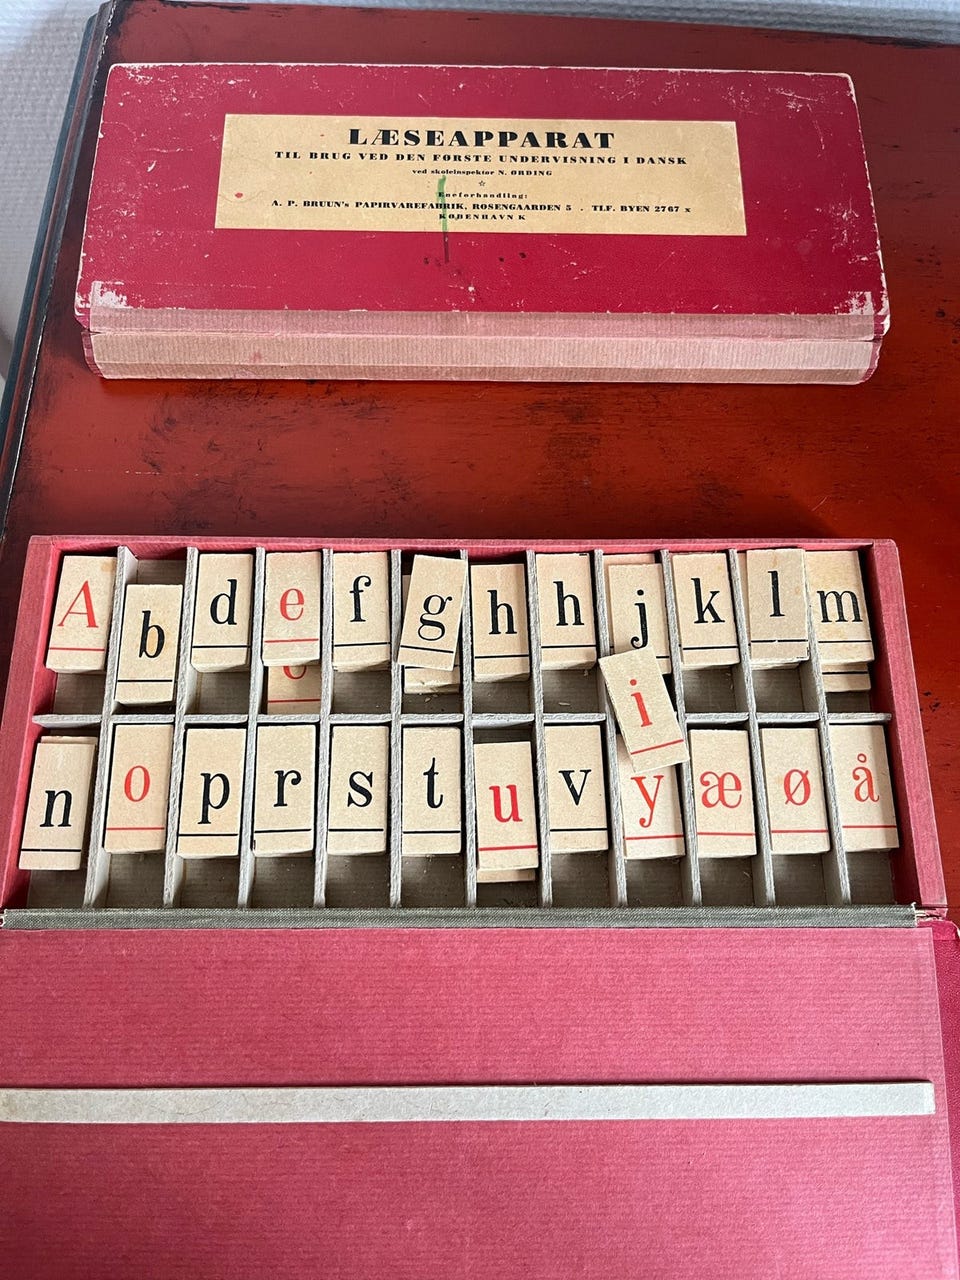 LÆSEAPPARAT
TIL BRUG VED DEN FØRSTE UNDERVISNING I DANSK
ved skoleinspektør N. ØRDING
Eneforhandling:
A. P. BRUUN's PAPIRVAREFABRIK, ROSENGAARDEN 5 . TLF. BYEN 2767 x
KØBENHAVN K
A b d e f g h h j k l m
e
i
n o p r s t u v y æ ø å